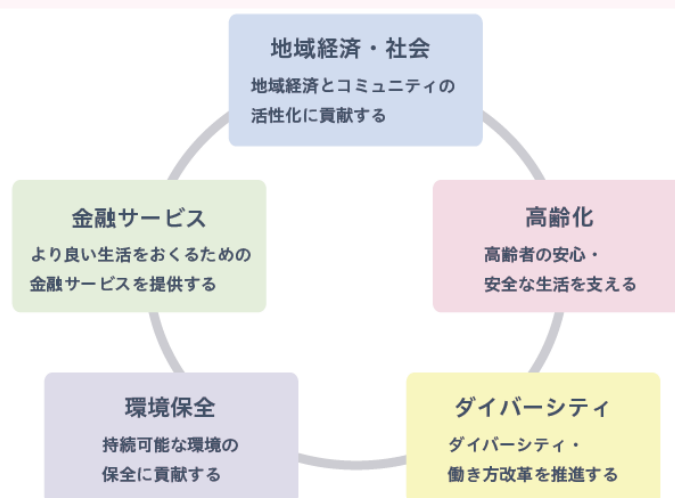 地域経済・社会
地域経済とコミュニティの
活性化に貢献する
金融サービス
より良い生活をおくるための
金融サービスを提供する
高齢化
高齢者の安心・
安全な生活を支える
環境保全
持続可能な環境の
保全に貢献する
ダイバーシティ
ダイバーシティ・
働き方改革を推進する